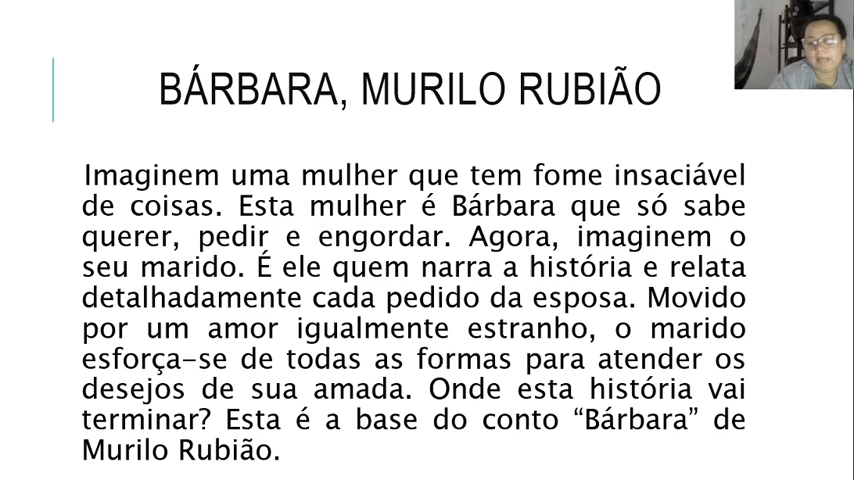 BÁRBARA, MURILO RUBIÃO
Imaginem uma mulher que tem fome insaciável
de coisas. Esta mulher é Bárbara que só sabe
querer, pedir e engordar. Agora, imaginem o
seu marido. É ele quem narra a história e relata
detalhadamente cada pedido da esposa. Movido
por um amor igualmente estranho, o marido
esforça-se de todas as formas para atender os
desejos de sua amada. Onde esta história vai
terminar? Esta é a base do conto “Bárbara” de
Murilo Rubião.